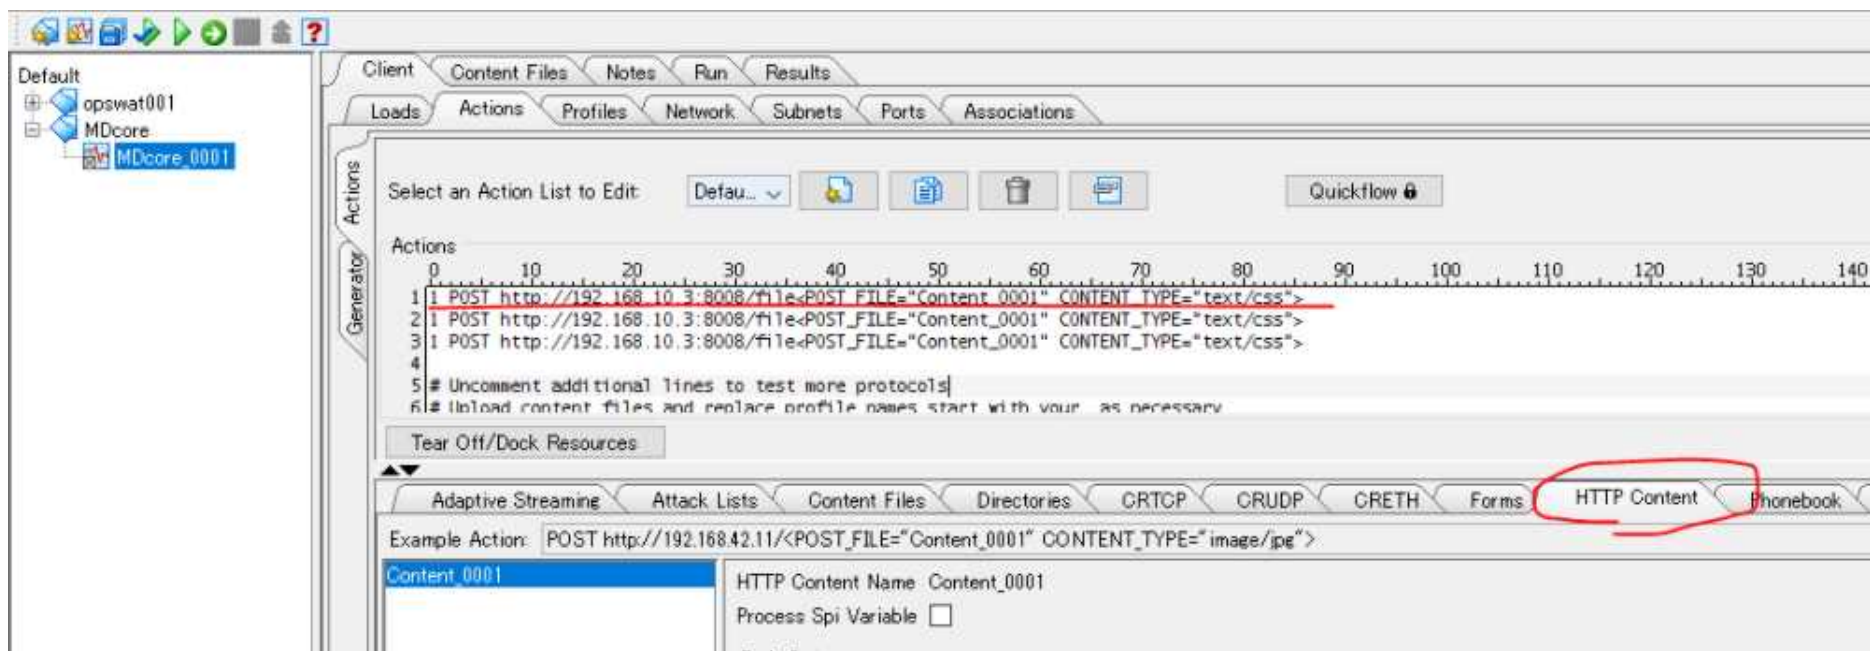 Default
opswat001
MDcore
MDcore_0001
Client Content Files Notes Run Results
Loads Actions Profiles Network Subnets Ports Associations
Actions
Generator
Select an Action List to Edit: Defau... Quickflow
Actions
0 10 20 30 40 50 60 70 80 90 100 110 120 130 140
1 1 POST http://192.168.10.3:8008/file<POST_FILE="Content_0001" CONTENT_TYPE="text/css">
2 1 POST http://192.168.10.3:8008/file<POST_FILE="Content_0001" CONTENT_TYPE="text/css">
3 1 POST http://192.168.10.3:8008/file<POST_FILE="Content_0001" CONTENT_TYPE="text/css">
4
5 # Uncomment additional lines to test more protocols
6 # Upload content files and replace profile names start with your_ as necessary
Tear Off/Dock Resources
Adaptive Streaming Attack Lists Content Files Directories CRTCP CRUDP CRETH Forms HTTP Content Phonebook
Example Action: POST http://192.168.42.11/<POST_FILE="Content_0001" CONTENT_TYPE="image/jpg">
Content_0001
HTTP Content Name Content_0001
Process Spi Variable